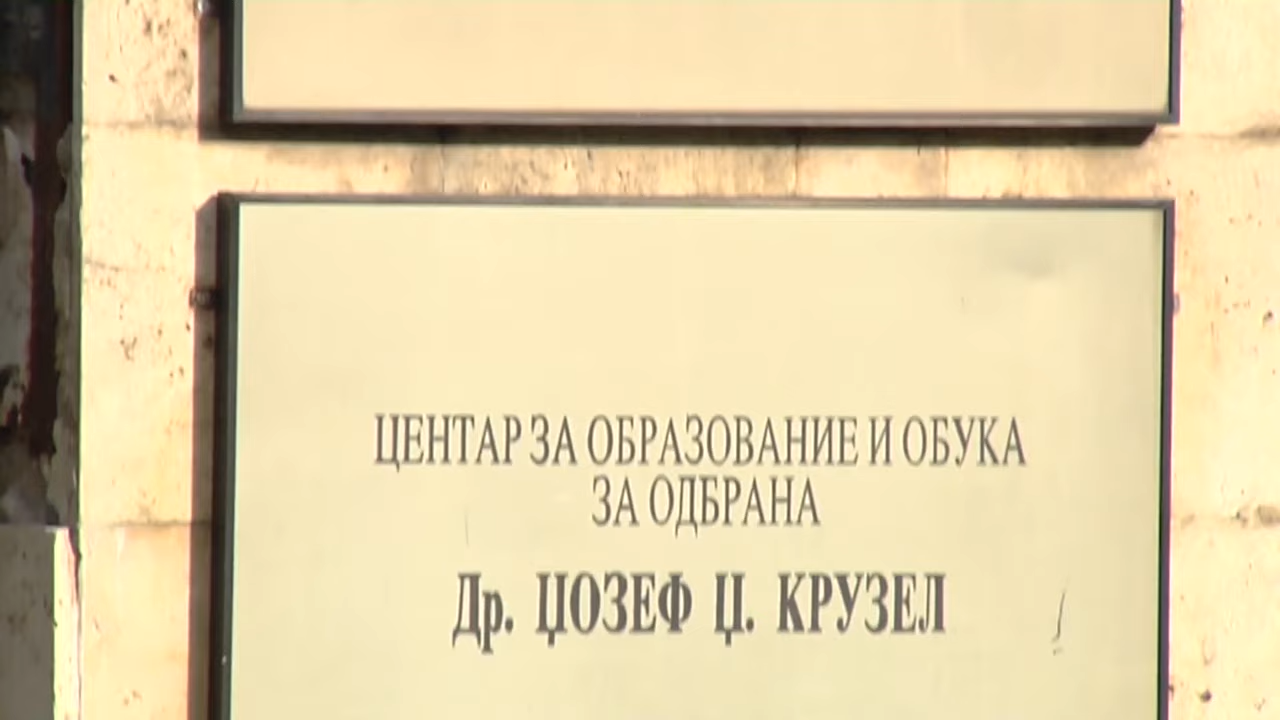 ЦЕНТАР ЗА ОБРАЗОВАНИЕ И ОБУКА
ЗА ОДБРАНА
Др. ЏОЗЕФ Џ. КРУЗЕЛ